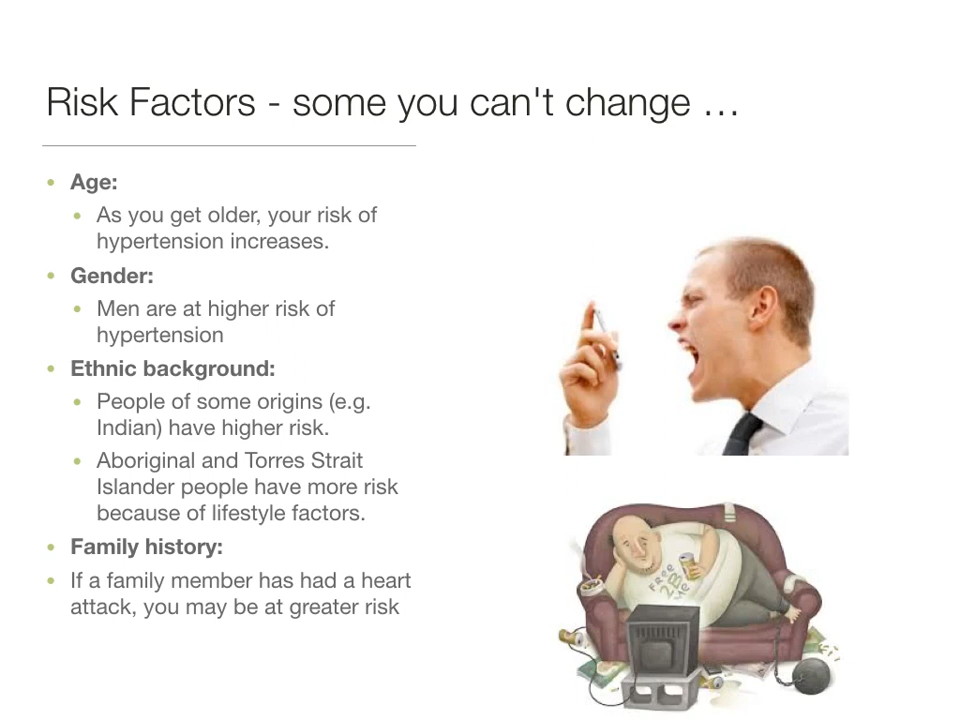 Risk Factors - some you can't change …
• Age:
• As you get older, your risk of
hypertension increases.
• Gender:
• Men are at higher risk of
hypertension
• Ethnic background:
• People of some origins (e.g.
Indian) have higher risk.
• Aboriginal and Torres Strait
Islander people have more risk
because of lifestyle factors.
• Family history:
• If a family member has had a heart
attack, you may be at greater risk
FREE